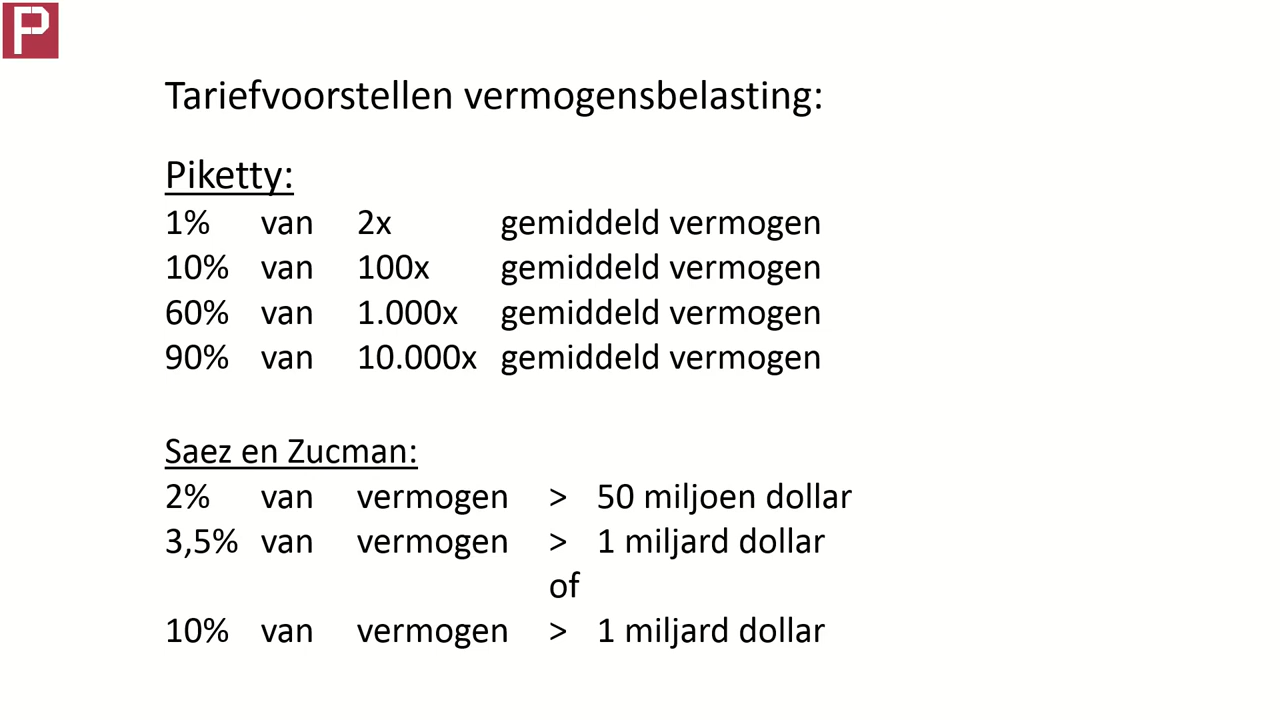 P
Tariefvoorstellen vermogensbelasting:
Piketty:
1% van 2x gemiddeld vermogen
10% van 100x gemiddeld vermogen
60% van 1.000x gemiddeld vermogen
90% van 10.000x gemiddeld vermogen
Saez en Zucman:
2% van vermogen > 50 miljoen dollar
3,5% van vermogen > 1 miljard dollar
of
10% van vermogen > 1 miljard dollar